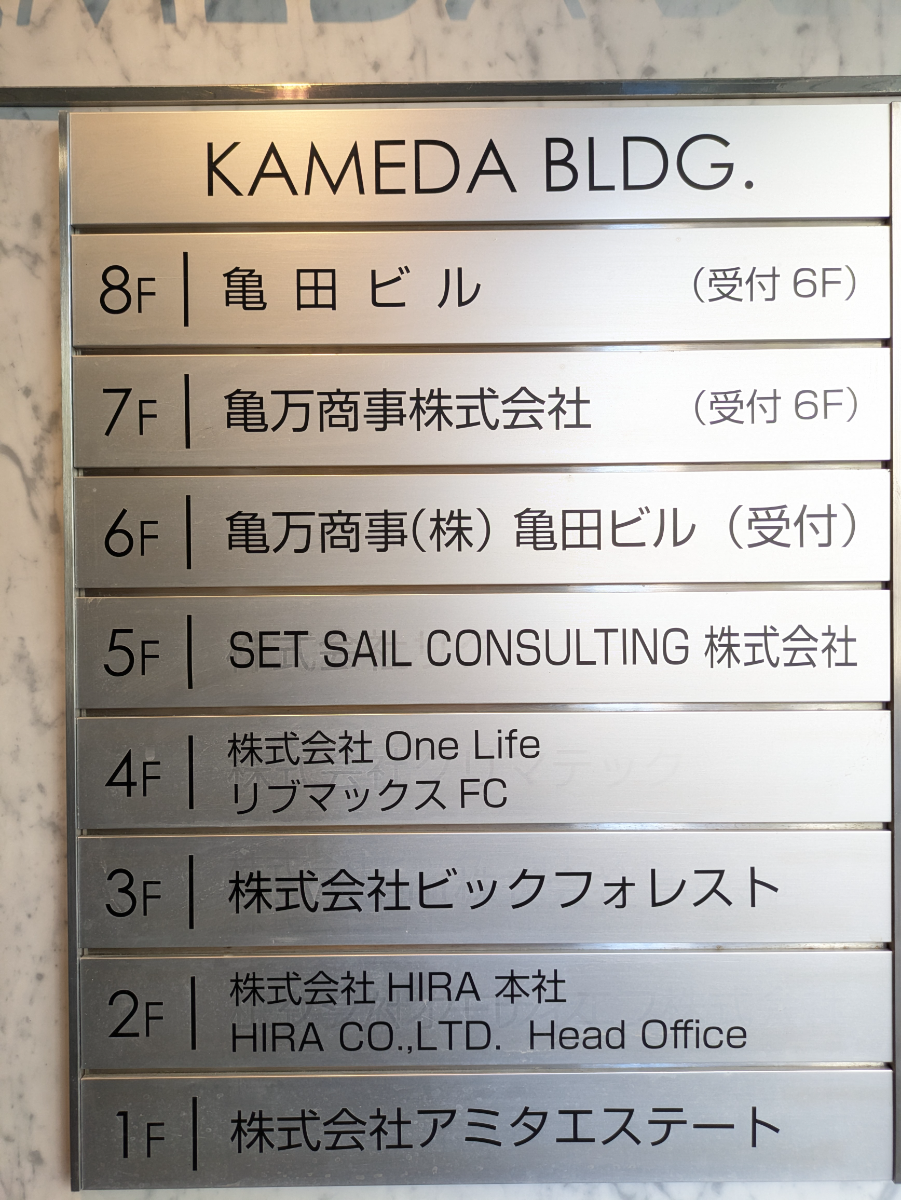 KAMEDA BLDG.
8F 亀田ビル (受付 6F)
7F 亀万商事株式会社 (受付 6F)
6F 亀万商事(株) 亀田ビル (受付)
5F SET SAIL CONSULTING 株式会社
4F 株式会社 One Life
リブマックス FC
3F 株式会社ビックフォレスト
2F 株式会社 HIRA 本社
HIRA CO.,LTD. Head Office
1F 株式会社アミタエステート